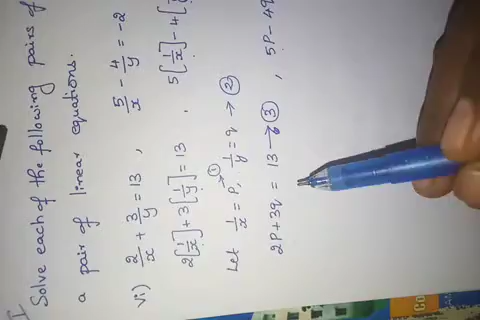 I Solve each of the following pairs of
a pair of linear equations.
vi) 2/x + 3/y = 13 , 5/x - 4/y = -2
2[1/x] + 3[1/y] = 13 , 5[1/x] - 4[
Let 1/x = P → ①, 1/y = q → ②
2P+3q = 13 → ③ , 5P - 4q